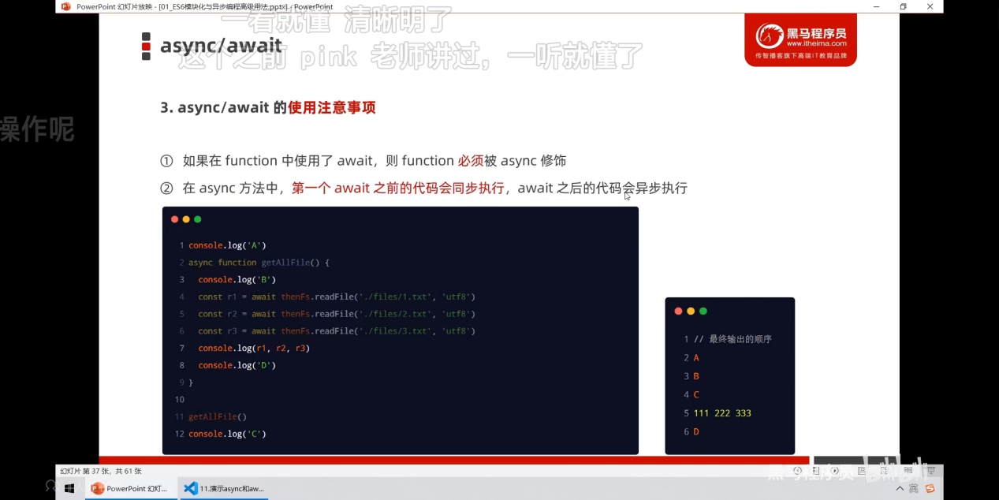 PowerPoint 幻灯片放映 - [01_ES6模块化与异步编程高级用法.pptx] - PowerPoint
一看就懂 清晰明了
async/await
这个之前 pink 老师讲过，一听就懂了
黑马程序员
www.itheima.com
传智播客旗下高端IT教育品牌
操作呢
3. async/await 的使用注意事项
① 如果在 function 中使用了 await，则 function 必须被 async 修饰
② 在 async 方法中，第一个 await 之前的代码会同步执行，await 之后的代码会异步执行
1 console.log('A')
2 async function getAllFile() {
3 console.log('B')
4 const r1 = await thenFs.readFile('./files/1.txt', 'utf8')
5 const r2 = await thenFs.readFile('./files/2.txt', 'utf8')
6 const r3 = await thenFs.readFile('./files/3.txt', 'utf8')
7 console.log(r1, r2, r3)
8 console.log('D')
9 }
10
11 getAllFile()
12 console.log('C')
1 // 最终输出的顺序
2 A
3 B
4 C
5 111 222 333
6 D
幻灯片 第 37 张，共 61 张
黑马程序员 bilibili
PowerPoint 幻灯...
11.演示async和aw...
英